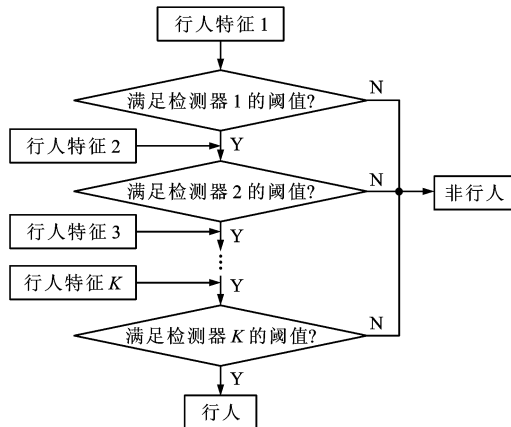 行人特征1
满足检测器1的阈值?
N
Y
行人特征2
满足检测器2的阈值?
N
非行人
行人特征3
Y
行人特征K
Y
满足检测器K的阈值?
N
Y
行人